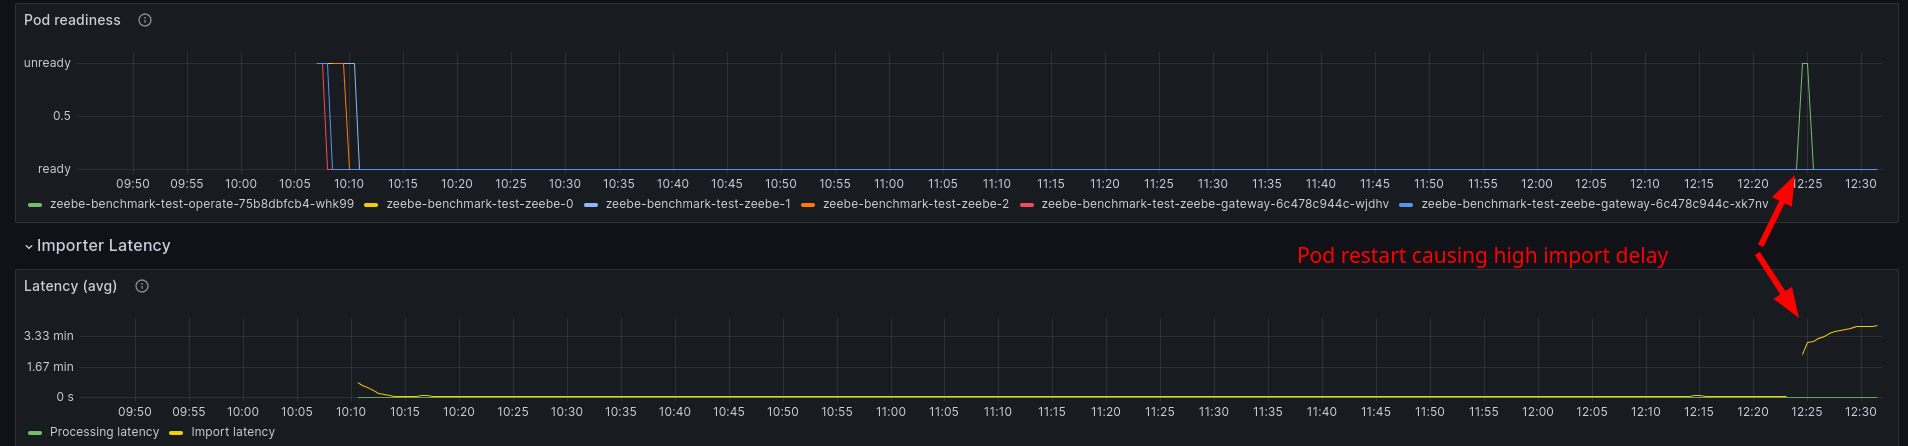 Pod readiness
unready
0.5
ready
09:50 09:55 10:00 10:05 10:10 10:15 10:20 10:25 10:30 10:35 10:40 10:45 10:50 10:55 11:00 11:05 11:10 11:15 11:20 11:25 11:30 11:35 11:40 11:45 11:50 11:55 12:00 12:05 12:10 12:15 12:20 12:25 12:30
zeebe-benchmark-test-operate-75b8dbfcb4-whk99 zeebe-benchmark-test-zeebe-0 zeebe-benchmark-test-zeebe-1 zeebe-benchmark-test-zeebe-2 zeebe-benchmark-test-zeebe-gateway-6c478c944c-wjdhv zeebe-benchmark-test-zeebe-gateway-6c478c944c-xk7nv
Importer Latency
Pod restart causing high import delay
Latency (avg)
3.33 min
1.67 min
0 s
09:50 09:55 10:00 10:05 10:10 10:15 10:20 10:25 10:30 10:35 10:40 10:45 10:50 10:55 11:00 11:05 11:10 11:15 11:20 11:25 11:30 11:35 11:40 11:45 11:50 11:55 12:00 12:05 12:10 12:15 12:20 12:25 12:30
Processing latency Import latency